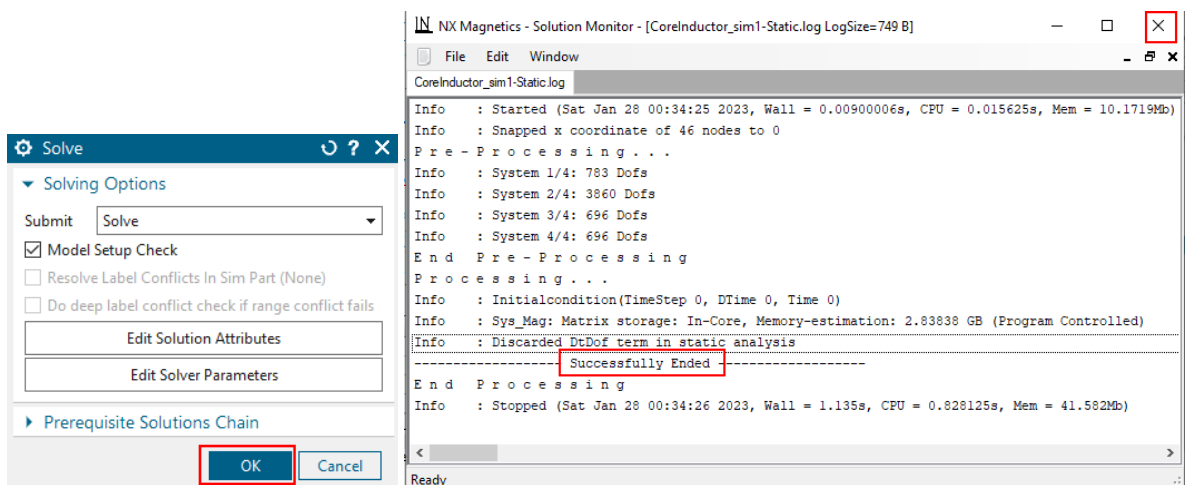 Solve
Solving Options
Submit Solve
Model Setup Check
Resolve Label Conflicts In Sim Part (None)
Do deep label conflict check if range conflict fails
Edit Solution Attributes
Edit Solver Parameters
Prerequisite Solutions Chain
OK Cancel
NX Magnetics - Solution Monitor - [CoreInductor_sim1-Static.log LogSize=749 B]
File Edit Window
CoreInductor_sim1-Static.log
Info : Started (Sat Jan 28 00:34:25 2023, Wall = 0.00900006s, CPU = 0.015625s, Mem = 10.1719Mb)
Info : Snapped x coordinate of 46 nodes to 0
P r e - P r o c e s s i n g . . .
Info : System 1/4: 783 Dofs
Info : System 2/4: 3860 Dofs
Info : System 3/4: 696 Dofs
Info : System 4/4: 696 Dofs
E n d   P r e - P r o c e s s i n g
P r o c e s s i n g . . .
Info : Initialcondition(TimeStep 0, DTime 0, Time 0)
Info : Sys_Mag: Matrix storage: In-Core, Memory-estimation: 2.83838 GB (Program Controlled)
Info : Discarded DtDof term in static analysis
------------------- Successfully Ended -------------------
E n d   P r o c e s s i n g
Info : Stopped (Sat Jan 28 00:34:26 2023, Wall = 1.135s, CPU = 0.828125s, Mem = 41.582Mb)
Ready